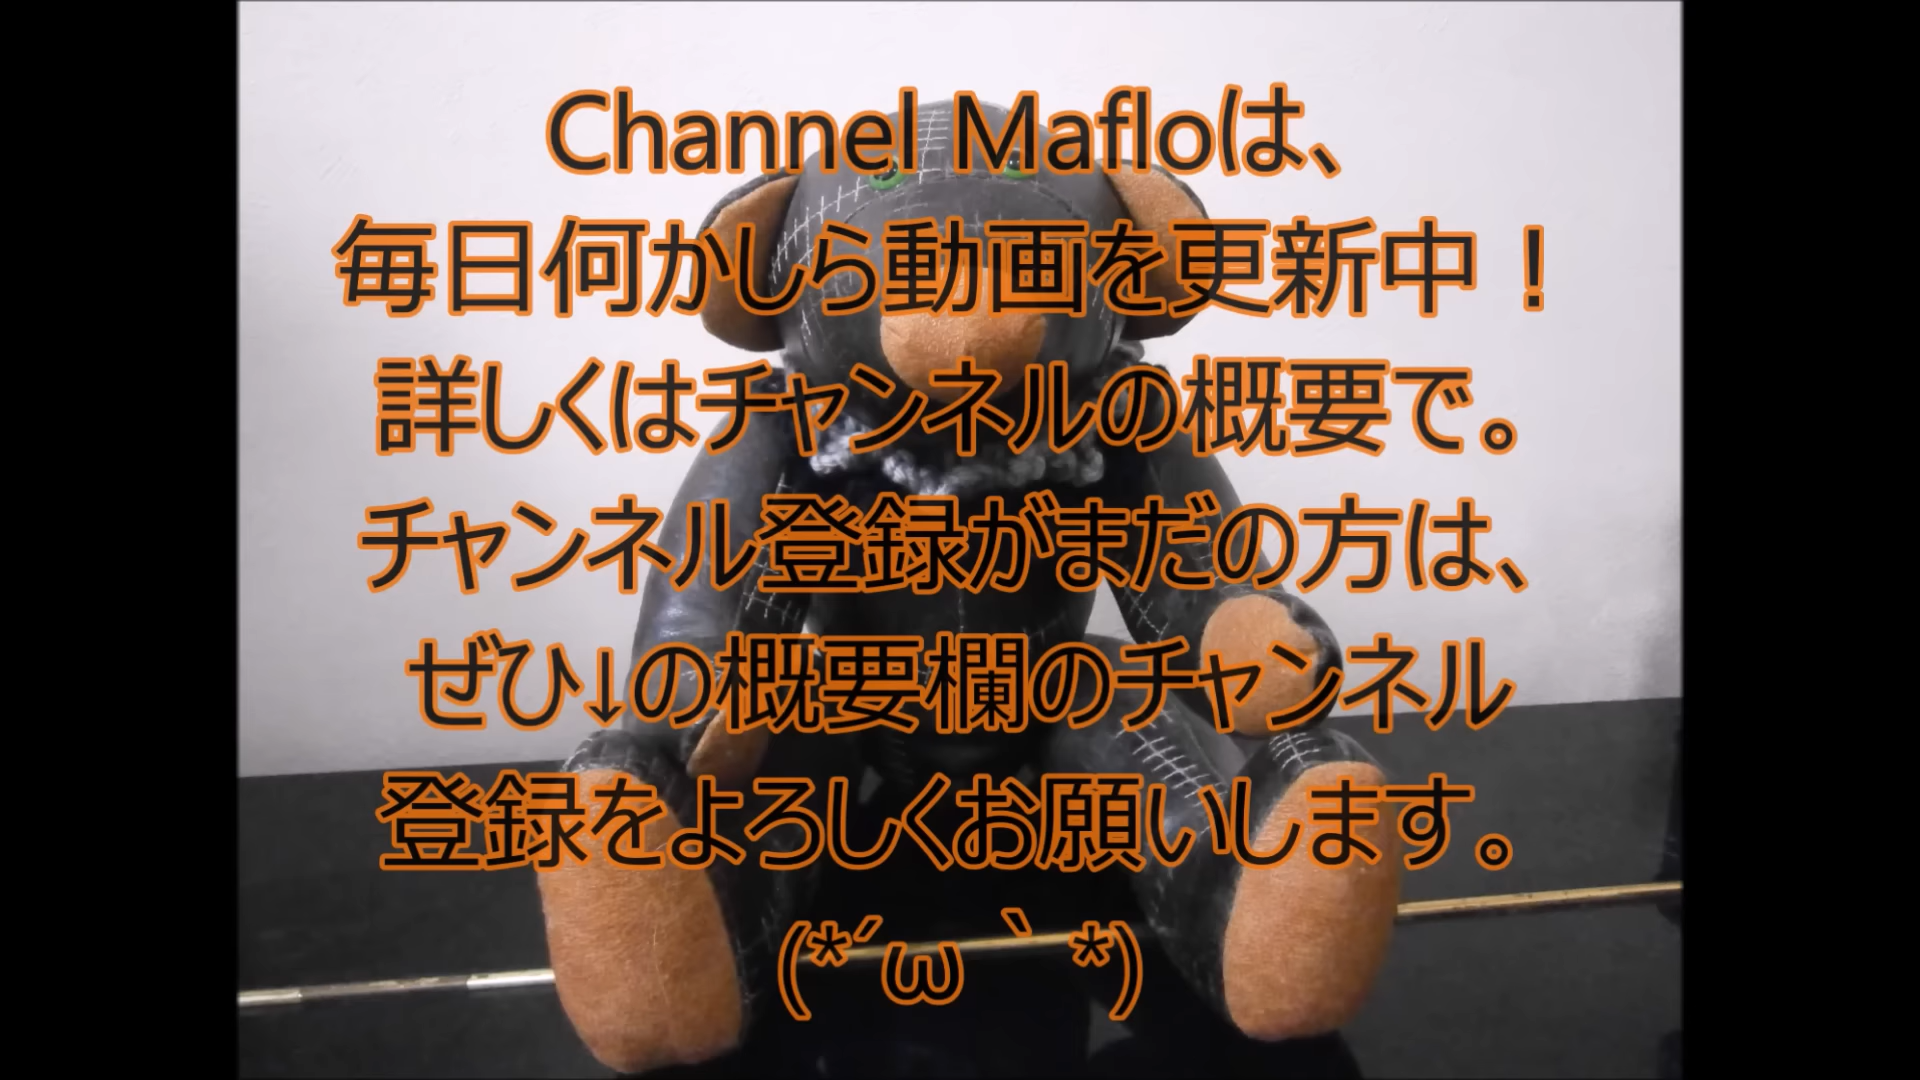 Channel Mafloは、
毎日何かしら動画を更新中！
詳しくはチャンネルの概要で。
チャンネル登録がまだの方は、
ぜひ↓の概要欄のチャンネル
登録をよろしくお願いします。
(*´ω｀*)